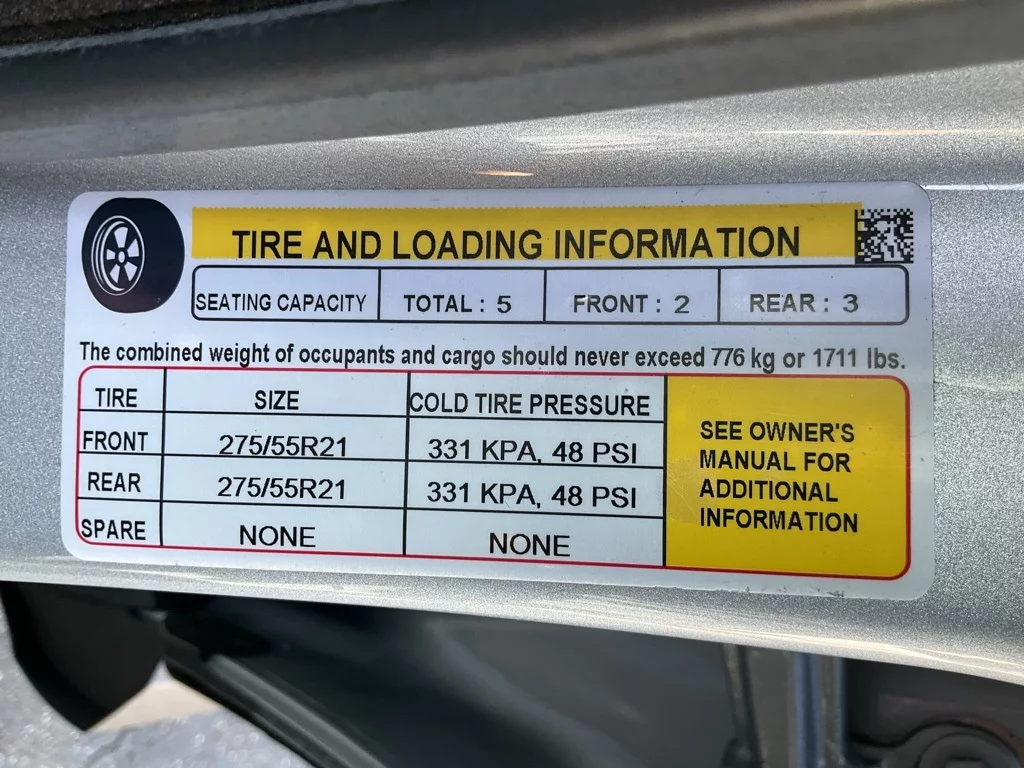 TIRE AND LOADING INFORMATION
SEATING CAPACITY TOTAL : 5 FRONT : 2 REAR : 3
The combined weight of occupants and cargo should never exceed 776 kg or 1711 lbs.
TIRE SIZE COLD TIRE PRESSURE
FRONT 275/55R21 331 KPA, 48 PSI
REAR 275/55R21 331 KPA, 48 PSI
SPARE NONE NONE
SEE OWNER'S
MANUAL FOR
ADDITIONAL
INFORMATION